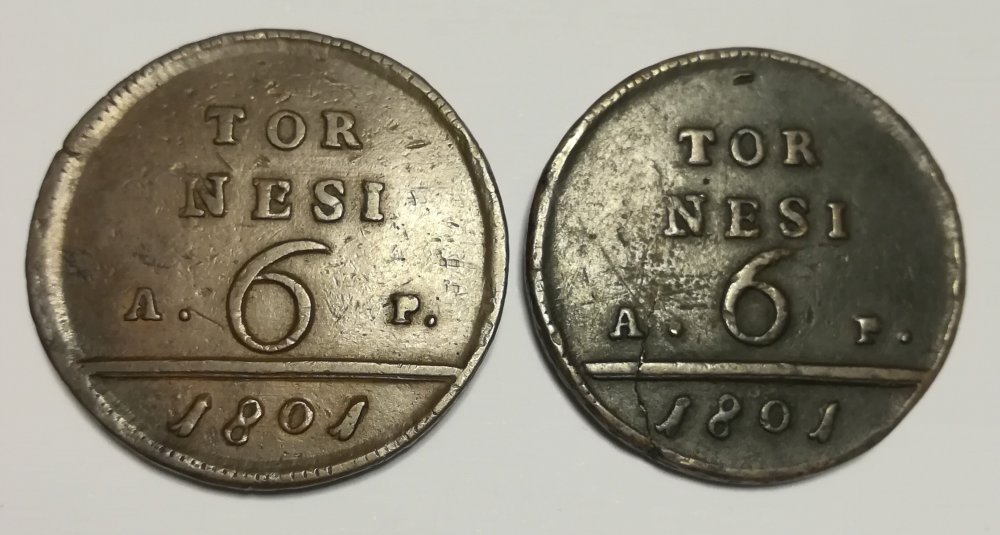 TOR
NESI
A. 6 P.
1801
TOR
NESI
A. 6 P.
1801